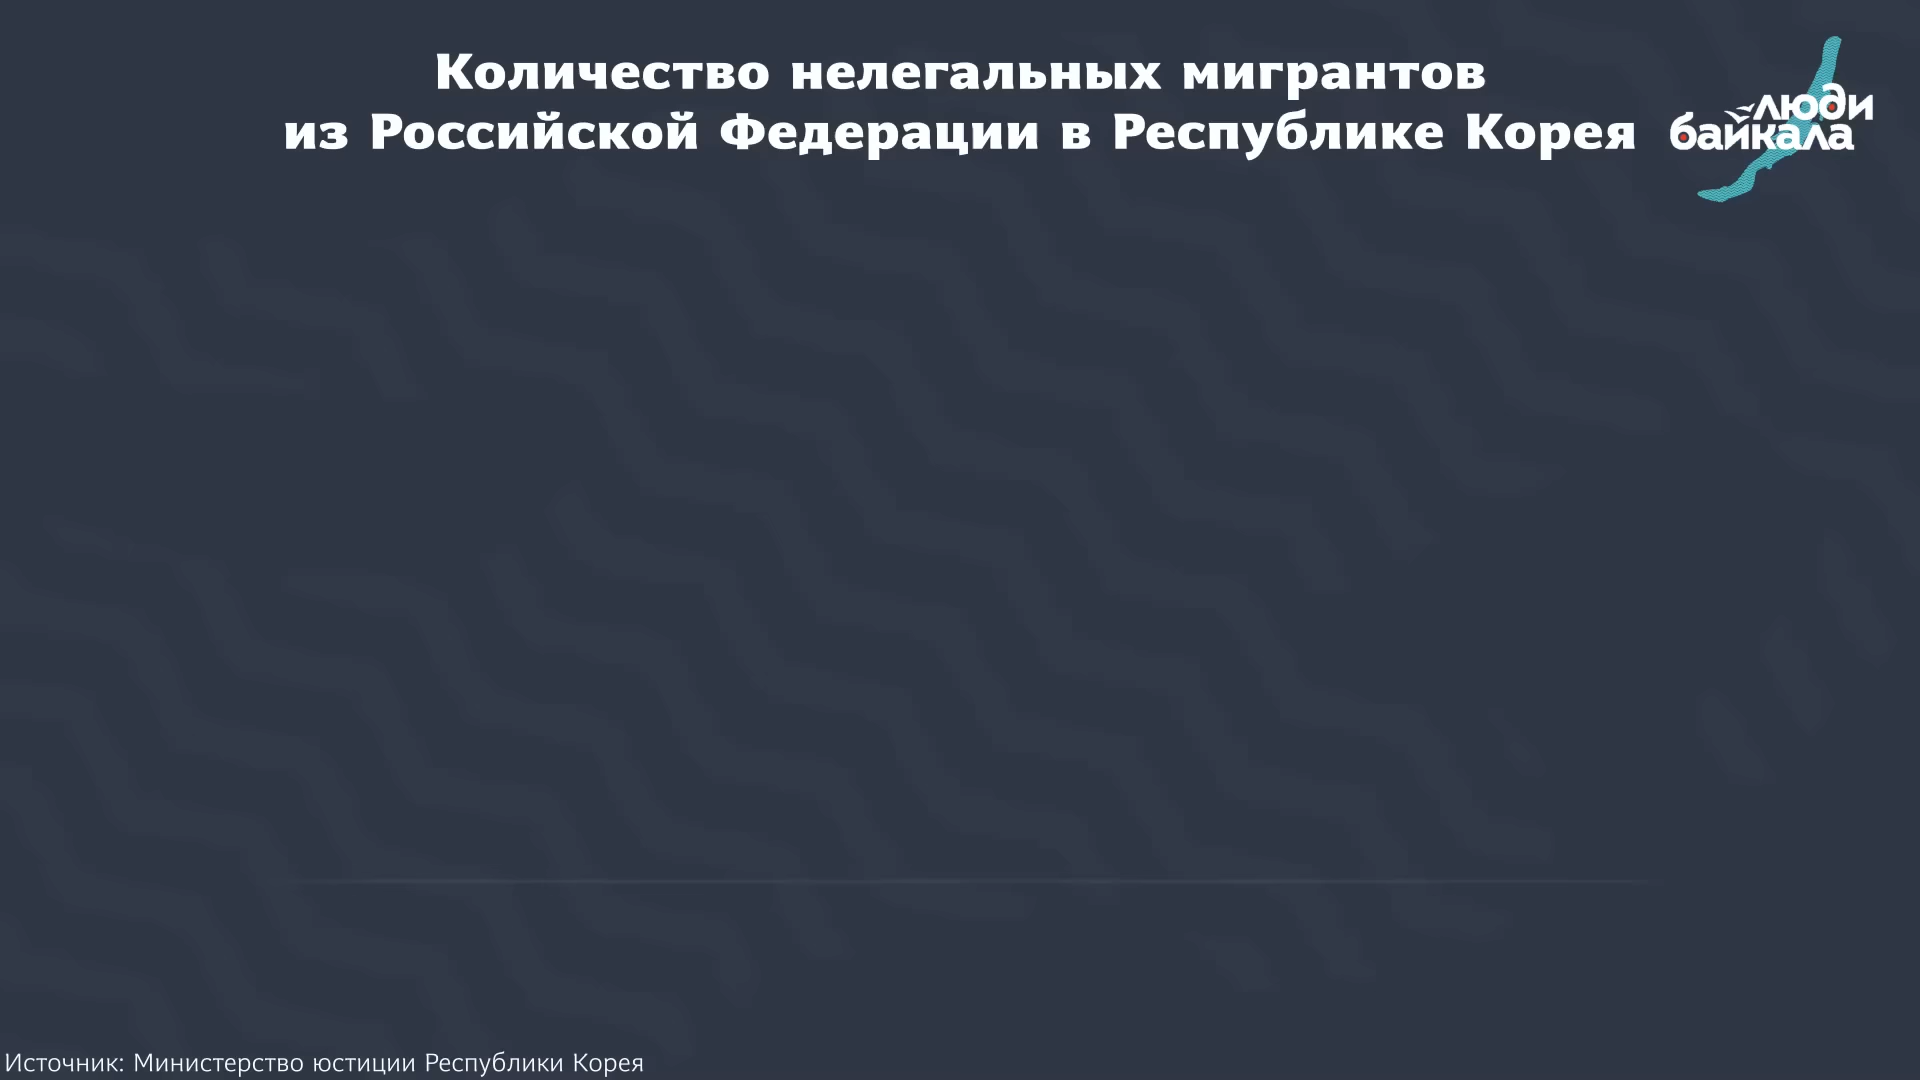 Количество нелегальных мигрантов
из Российской Федерации в Республике Корея
люди
байкала
Источник: Министерство юстиции Республики Корея